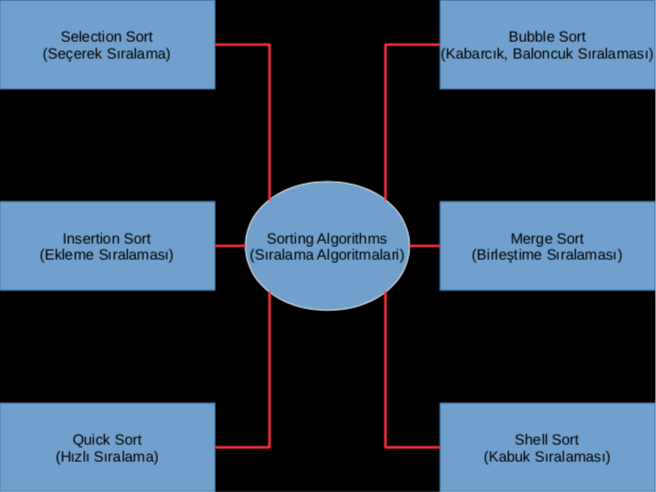 Selection Sort
(Seçerek Sıralama)
Bubble Sort
(Kabarcık, Baloncuk Sıralaması)
Insertion Sort
(Ekleme Sıralaması)
Sorting Algorithms
(Sıralama Algoritmalari)
Merge Sort
(Birleştime Sıralaması)
Quick Sort
(Hızlı Sıralama)
Shell Sort
(Kabuk Sıralaması)